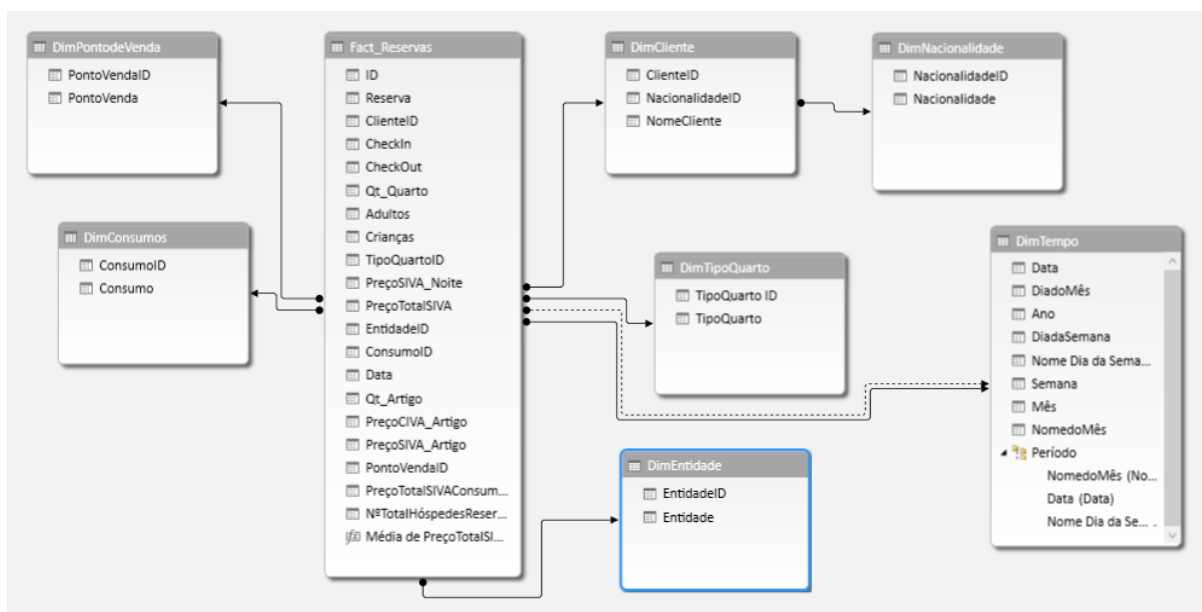 DimPontodeVenda
PontoVendaID
PontoVenda
DimConsumos
ConsumoID
Consumo
Fact_Reservas
ID
Reserva
ClienteID
CheckIn
CheckOut
Qt_Quarto
Adultos
Crianças
TipoQuartoID
PreçoSIVA_Noite
PreçoTotalSIVA
EntidadeID
ConsumoID
Data
Qt_Artigo
PreçoCIVA_Artigo
PreçoSIVA_Artigo
PontoVendaID
PreçoTotalSIVAConsum...
NºTotalHóspedesReser...
Média de PreçoTotalSI...
DimCliente
ClienteID
NacionalidadeID
NomeCliente
DimNacionalidade
NacionalidadeID
Nacionalidade
DimTipoQuarto
TipoQuarto ID
TipoQuarto
DimEntidade
EntidadeID
Entidade
DimTempo
Data
DiadoMês
Ano
DiadaSemana
Nome Dia da Sema...
Semana
Mês
NomedoMês
Período
NomedoMês (No...
Data (Data)
Nome Dia da Se... .